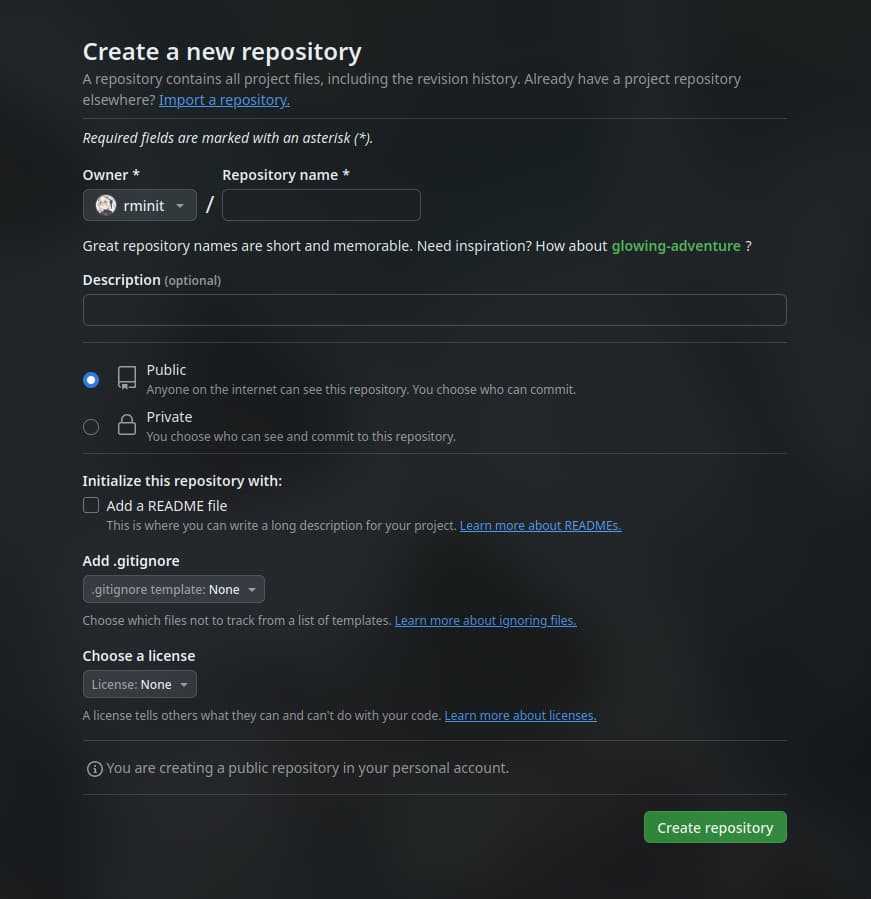 Create a new repository
A repository contains all project files, including the revision history. Already have a project repository
elsewhere? Import a repository.
Required fields are marked with an asterisk (*).
Owner *
Repository name *
rminit
/
Great repository names are short and memorable. Need inspiration? How about glowing-adventure ?
Description (optional)
Public
Anyone on the internet can see this repository. You choose who can commit.
Private
You choose who can see and commit to this repository.
Initialize this repository with:
Add a README file
This is where you can write a long description for your project. Learn more about READMEs.
Add .gitignore
.gitignore template: None
Choose which files not to track from a list of templates. Learn more about ignoring files.
Choose a license
License: None
A license tells others what they can and can't do with your code. Learn more about licenses.
You are creating a public repository in your personal account.
Create repository